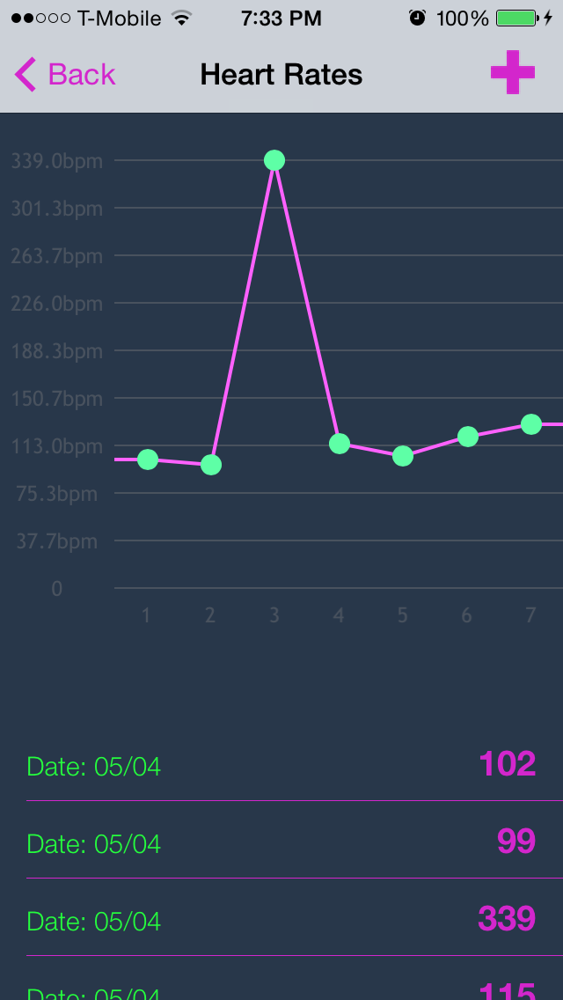 T-Mobile 7:33 PM 100%
Back Heart Rates
339.0bpm
301.3bpm
263.7bpm
226.0bpm
188.3bpm
150.7bpm
113.0bpm
75.3bpm
37.7bpm
0
1 2 3 4 5 6 7
Date: 05/04 102
Date: 05/04 99
Date: 05/04 339
Date: 05/04 115